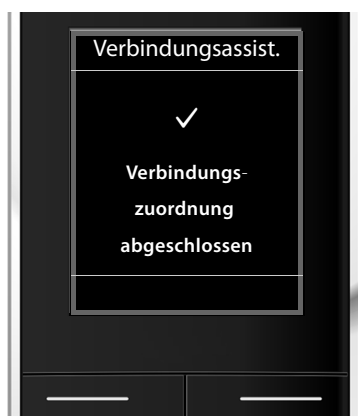 Verbindungsassist.
Verbindungs-
zuordnung
abgeschlossen